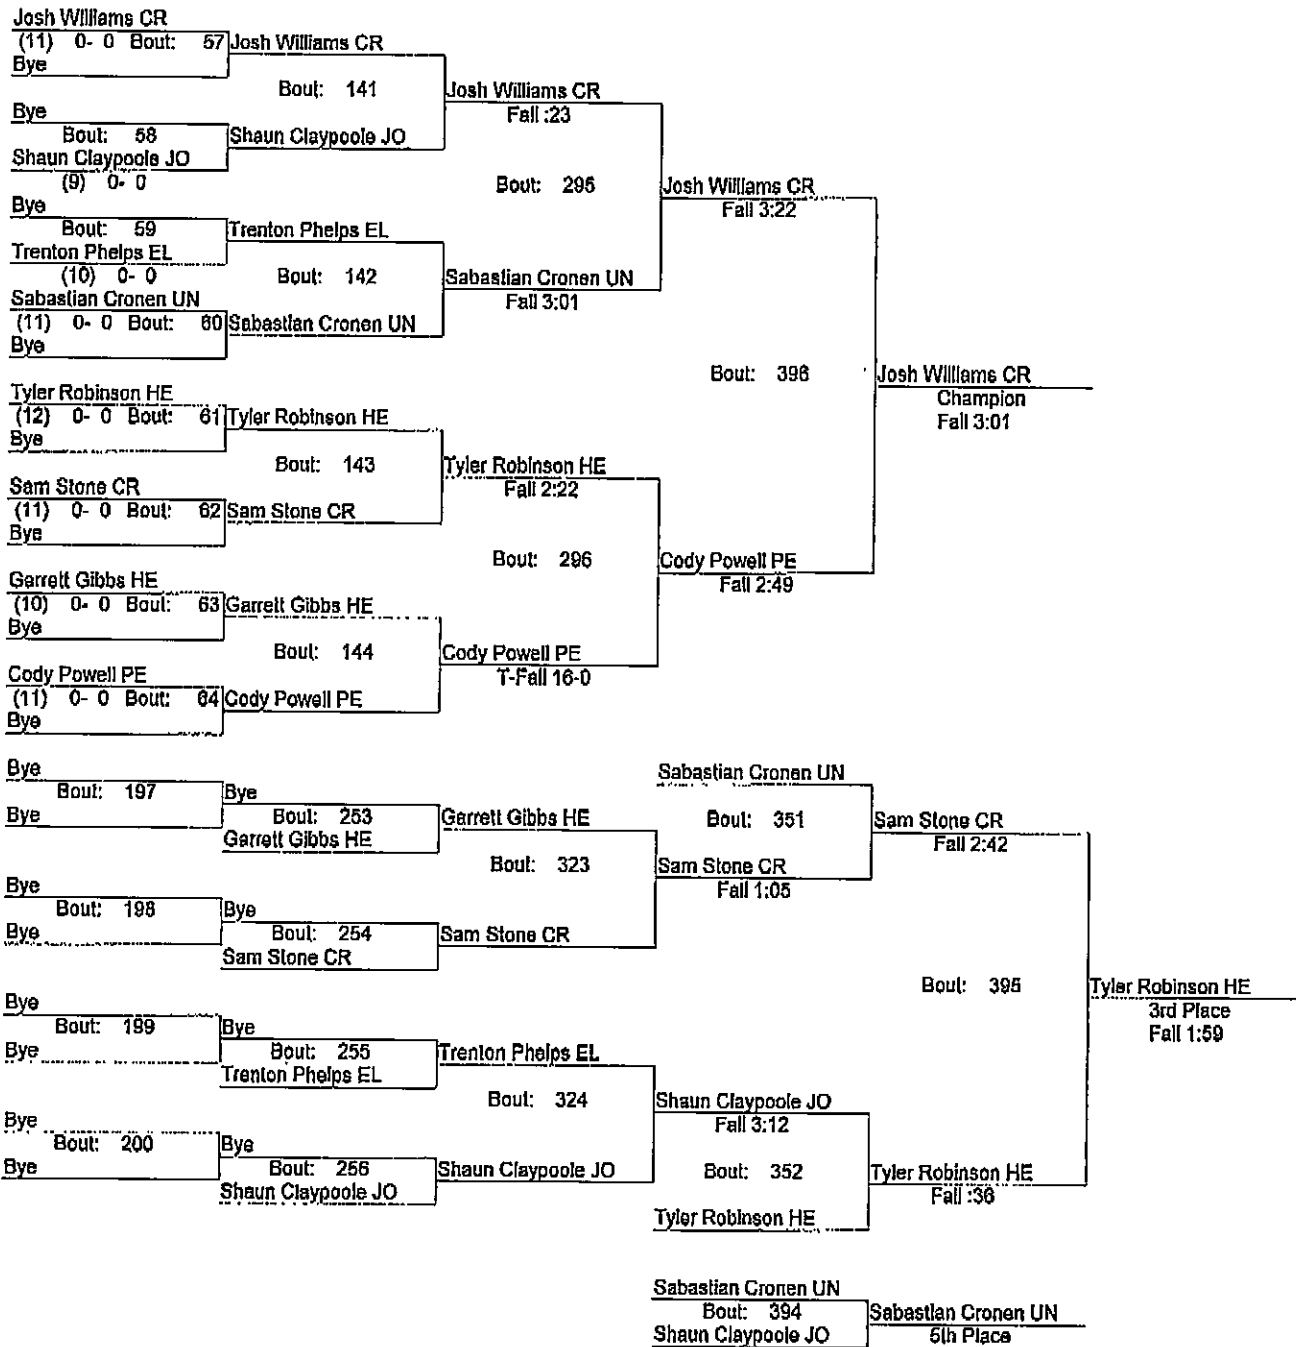 Josh Williams CR
(11) 0- 0 Bout: 57
Bye
Josh Williams CR
Bout: 141
Bye
Bout: 58
Shaun Claypoole JO
(9) 0- 0
Shaun Claypoole JO
Josh Williams CR
Fall :23
Bout: 295
Bye
Bout: 59
Trenton Phelps EL
(10) 0- 0
Trenton Phelps EL
Bout: 142
Sabastian Cronen UN
(11) 0- 0 Bout: 60
Bye
Sabastian Cronen UN
Sabastian Cronen UN
Fall 3:01
Josh Williams CR
Fall 3:22
Bout: 396
Josh Williams CR
Champion
Fall 3:01
Tyler Robinson HE
(12) 0- 0 Bout: 61
Bye
Tyler Robinson HE
Bout: 143
Sam Stone CR
(11) 0- 0 Bout: 62
Bye
Sam Stone CR
Tyler Robinson HE
Fall 2:22
Bout: 296
Garrett Gibbs HE
(10) 0- 0 Bout: 63
Bye
Garrett Gibbs HE
Bout: 144
Cody Powell PE
(11) 0- 0 Bout: 64
Bye
Cody Powell PE
Cody Powell PE
T-Fall 16-0
Cody Powell PE
Fall 2:49
Bye
Bout: 197
Bye
Bye
Bout: 253
Garrett Gibbs HE
Garrett Gibbs HE
Bout: 323
Bye
Bout: 198
Bye
Bye
Bout: 254
Sam Stone CR
Sam Stone CR
Sabastian Cronen UN
Bout: 351
Sam Stone CR
Fall 1:05
Sam Stone CR
Fall 2:42
Bout: 395
Tyler Robinson HE
3rd Place
Fall 1:59
Bye
Bout: 199
Bye
Bye
Bout: 255
Trenton Phelps EL
Trenton Phelps EL
Bout: 324
Bye
Bout: 200
Bye
Bye
Bout: 256
Shaun Claypoole JO
Shaun Claypoole JO
Shaun Claypoole JO
Fall 3:12
Bout: 352
Tyler Robinson HE
Tyler Robinson HE
Fall :36
Sabastian Cronen UN
Bout: 394
Shaun Claypoole JO
Sabastian Cronen UN
5th Place